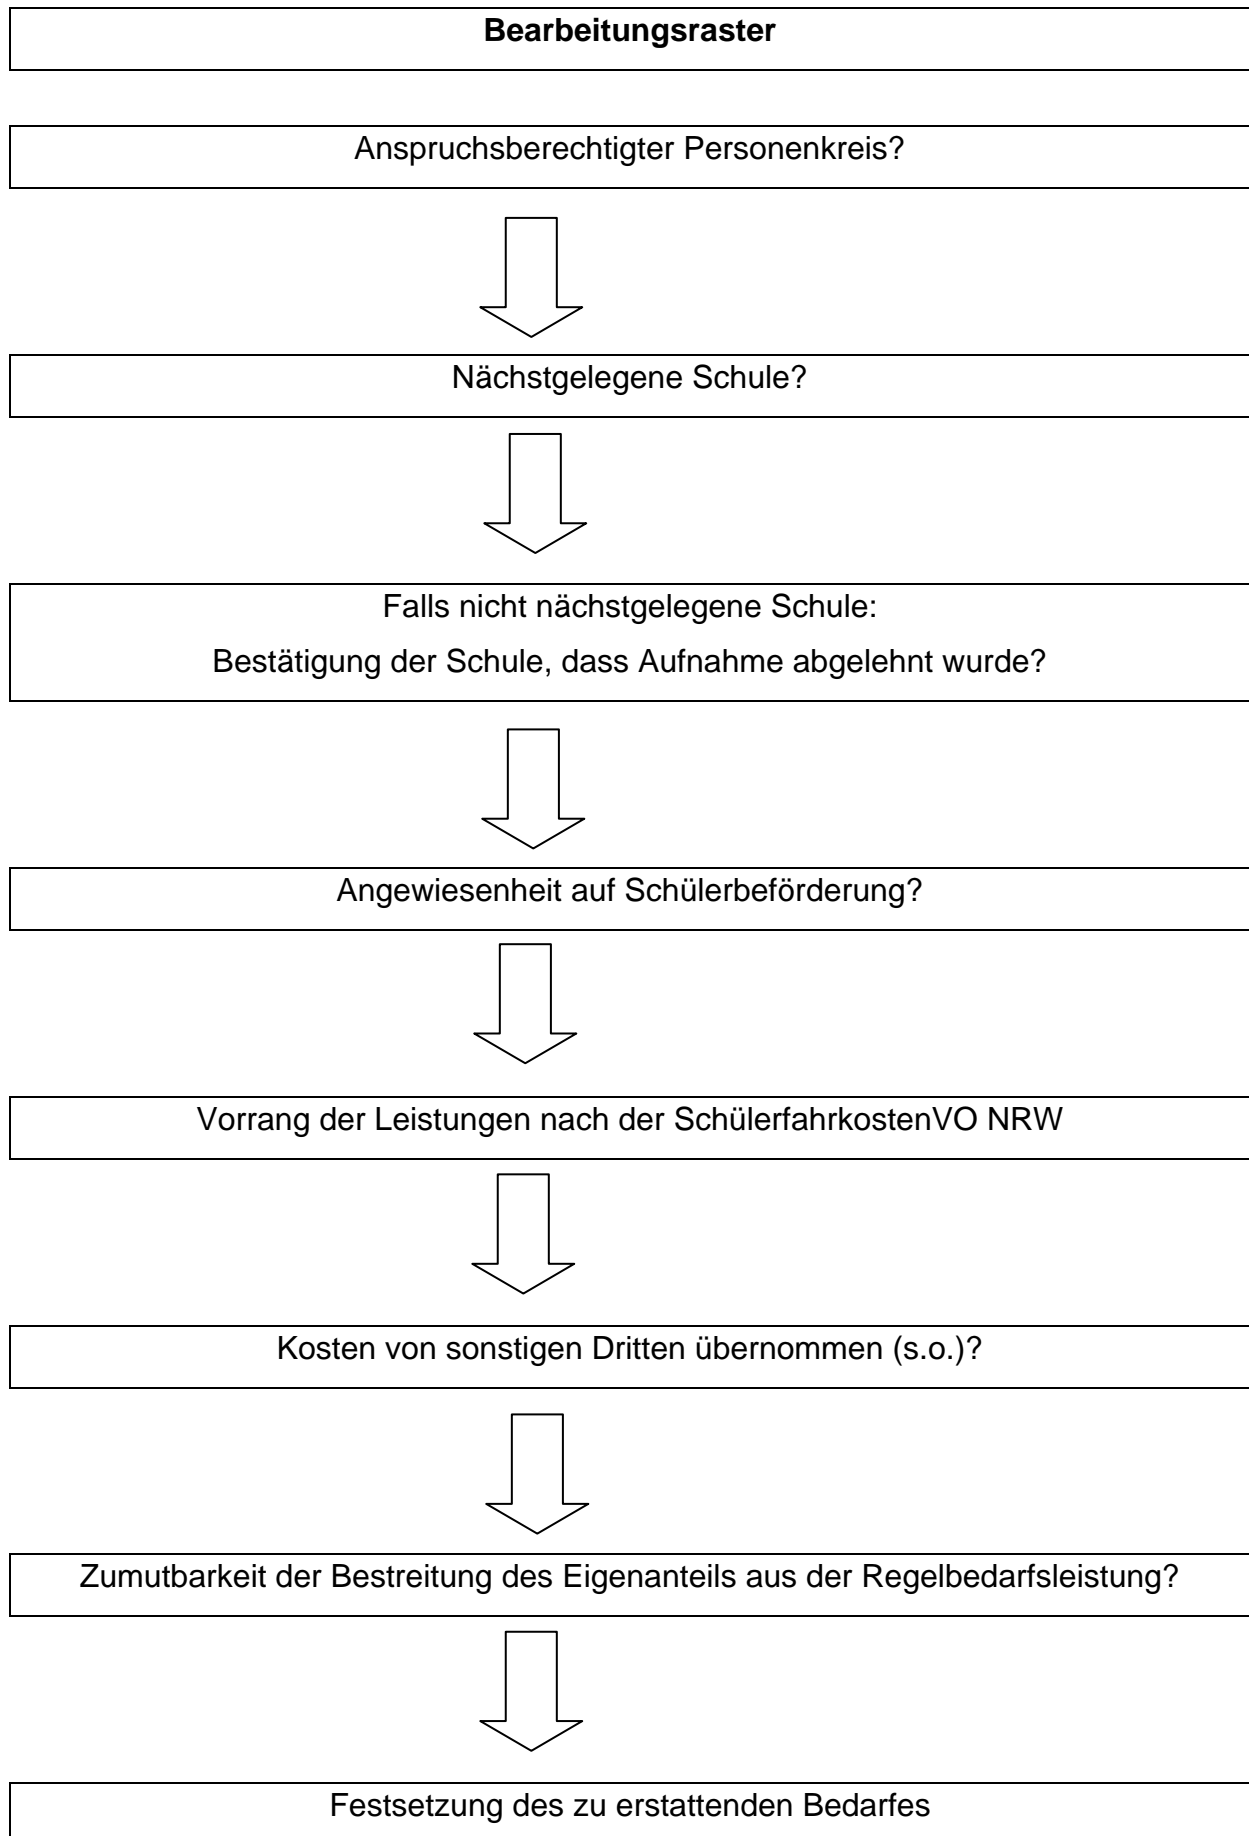 Bearbeitungsraster
Anspruchsberechtigter Personenkreis?
Nächstgelegene Schule?
Falls nicht nächstgelegene Schule:
Bestätigung der Schule, dass Aufnahme abgelehnt wurde?
Angewiesenheit auf Schülerbeförderung?
Vorrang der Leistungen nach der SchülerfahrkostenVO NRW
Kosten von sonstigen Dritten übernommen (s.o.)?
Zumutbarkeit der Bestreitung des Eigenanteils aus der Regelbedarfsleistung?
Festsetzung des zu erstattenden Bedarfes